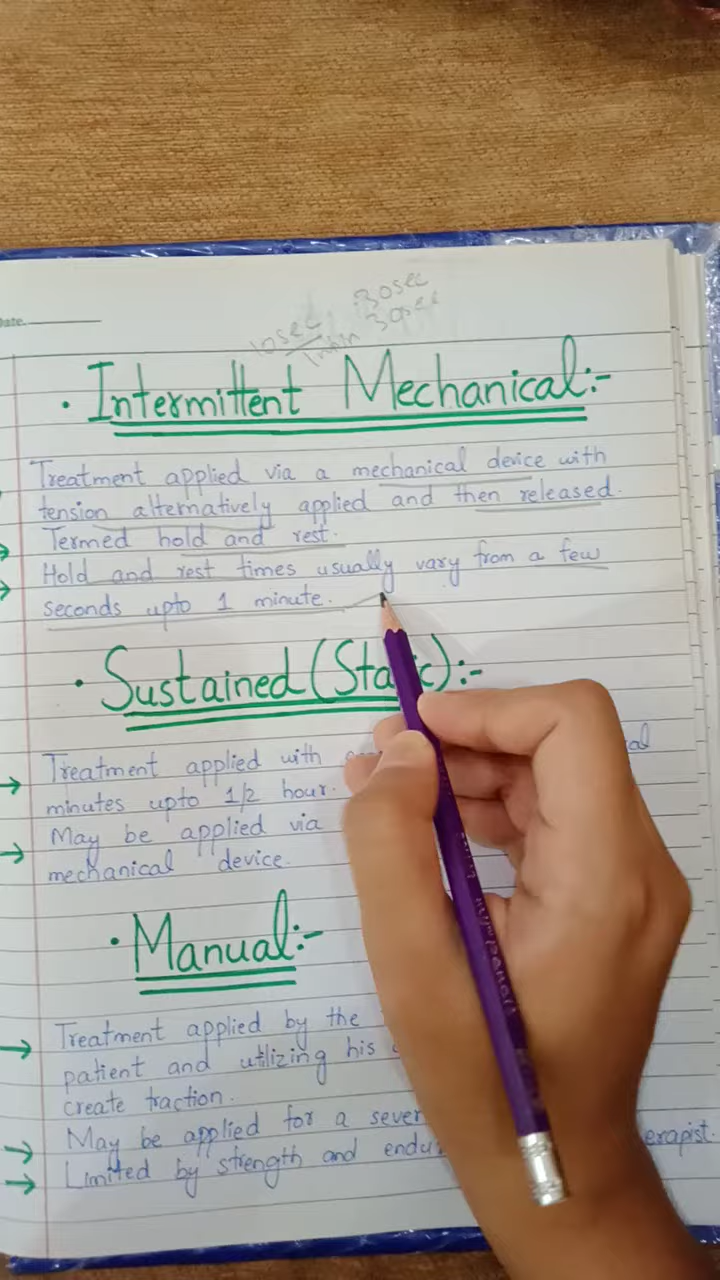 Date.
10sec 30sec
1min 30sec
• Intermittent Mechanical:-
Treatment applied via a mechanical device with
tension alternatively applied and then released.
→ Termed hold and rest.
→ Hold and rest times usually vary from a few
seconds upto 1 minute.
• Sustained (Static):-
→ Treatment applied with
minutes upto 1/2 hour.
→ May be applied via
mechanical device.
• Manual:-
→ Treatment applied by the
patient and utilizing his
create traction.
→ May be applied for a
→ Limited by strength and